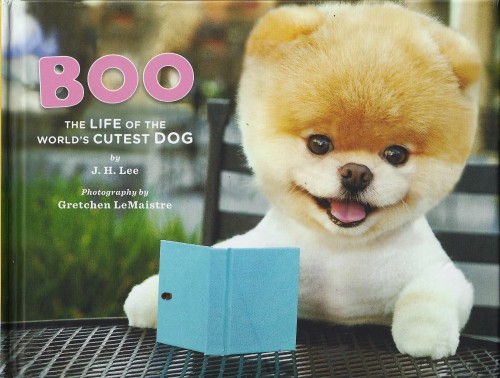 BOO
THE LIFE OF THE
WORLD'S CUTEST DOG
by
J. H. Lee
Photography by
Gretchen LeMaistre